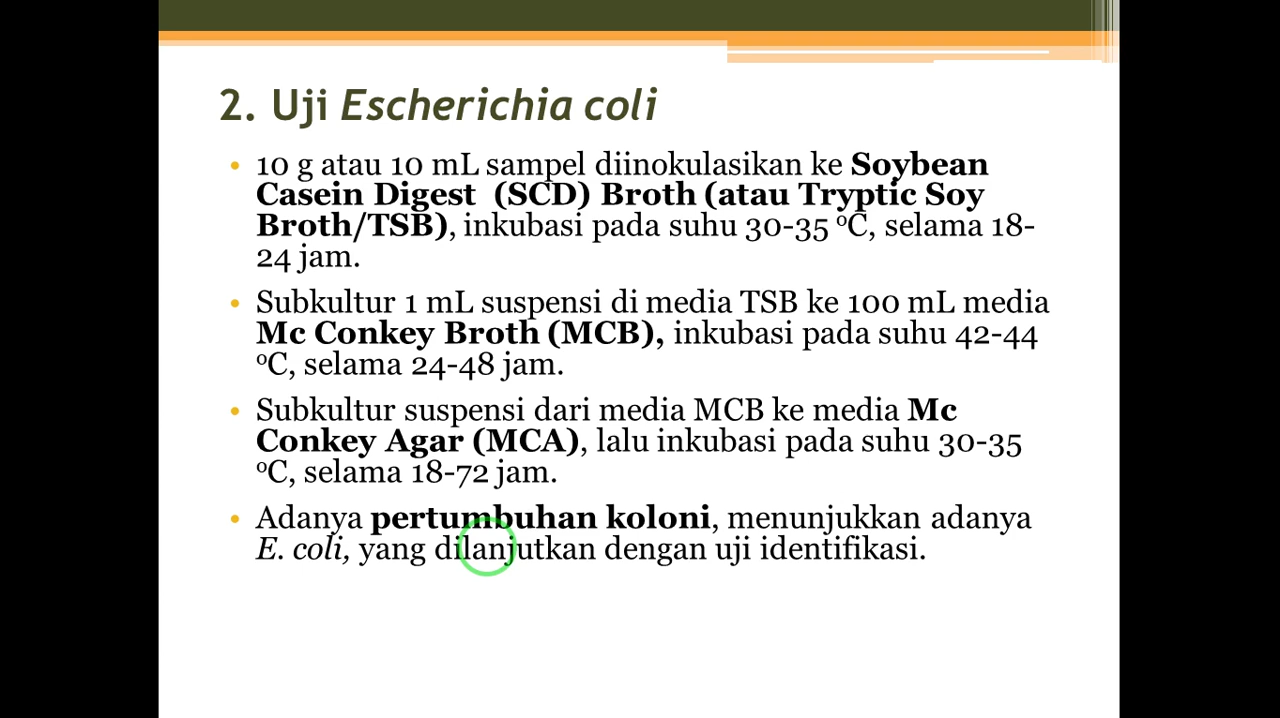 2. Uji Escherichia coli
• 10 g atau 10 mL sampel diinokulasikan ke Soybean
Casein Digest (SCD) Broth (atau Tryptic Soy
Broth/TSB), inkubasi pada suhu 30-35 ⁰C, selama 18-
24 jam.
• Subkultur 1 mL suspensi di media TSB ke 100 mL media
Mc Conkey Broth (MCB), inkubasi pada suhu 42-44
⁰C, selama 24-48 jam.
• Subkultur suspensi dari media MCB ke media Mc
Conkey Agar (MCA), lalu inkubasi pada suhu 30-35
⁰C, selama 18-72 jam.
• Adanya pertumbuhan koloni, menunjukkan adanya
E. coli, yang dilanjutkan dengan uji identifikasi.